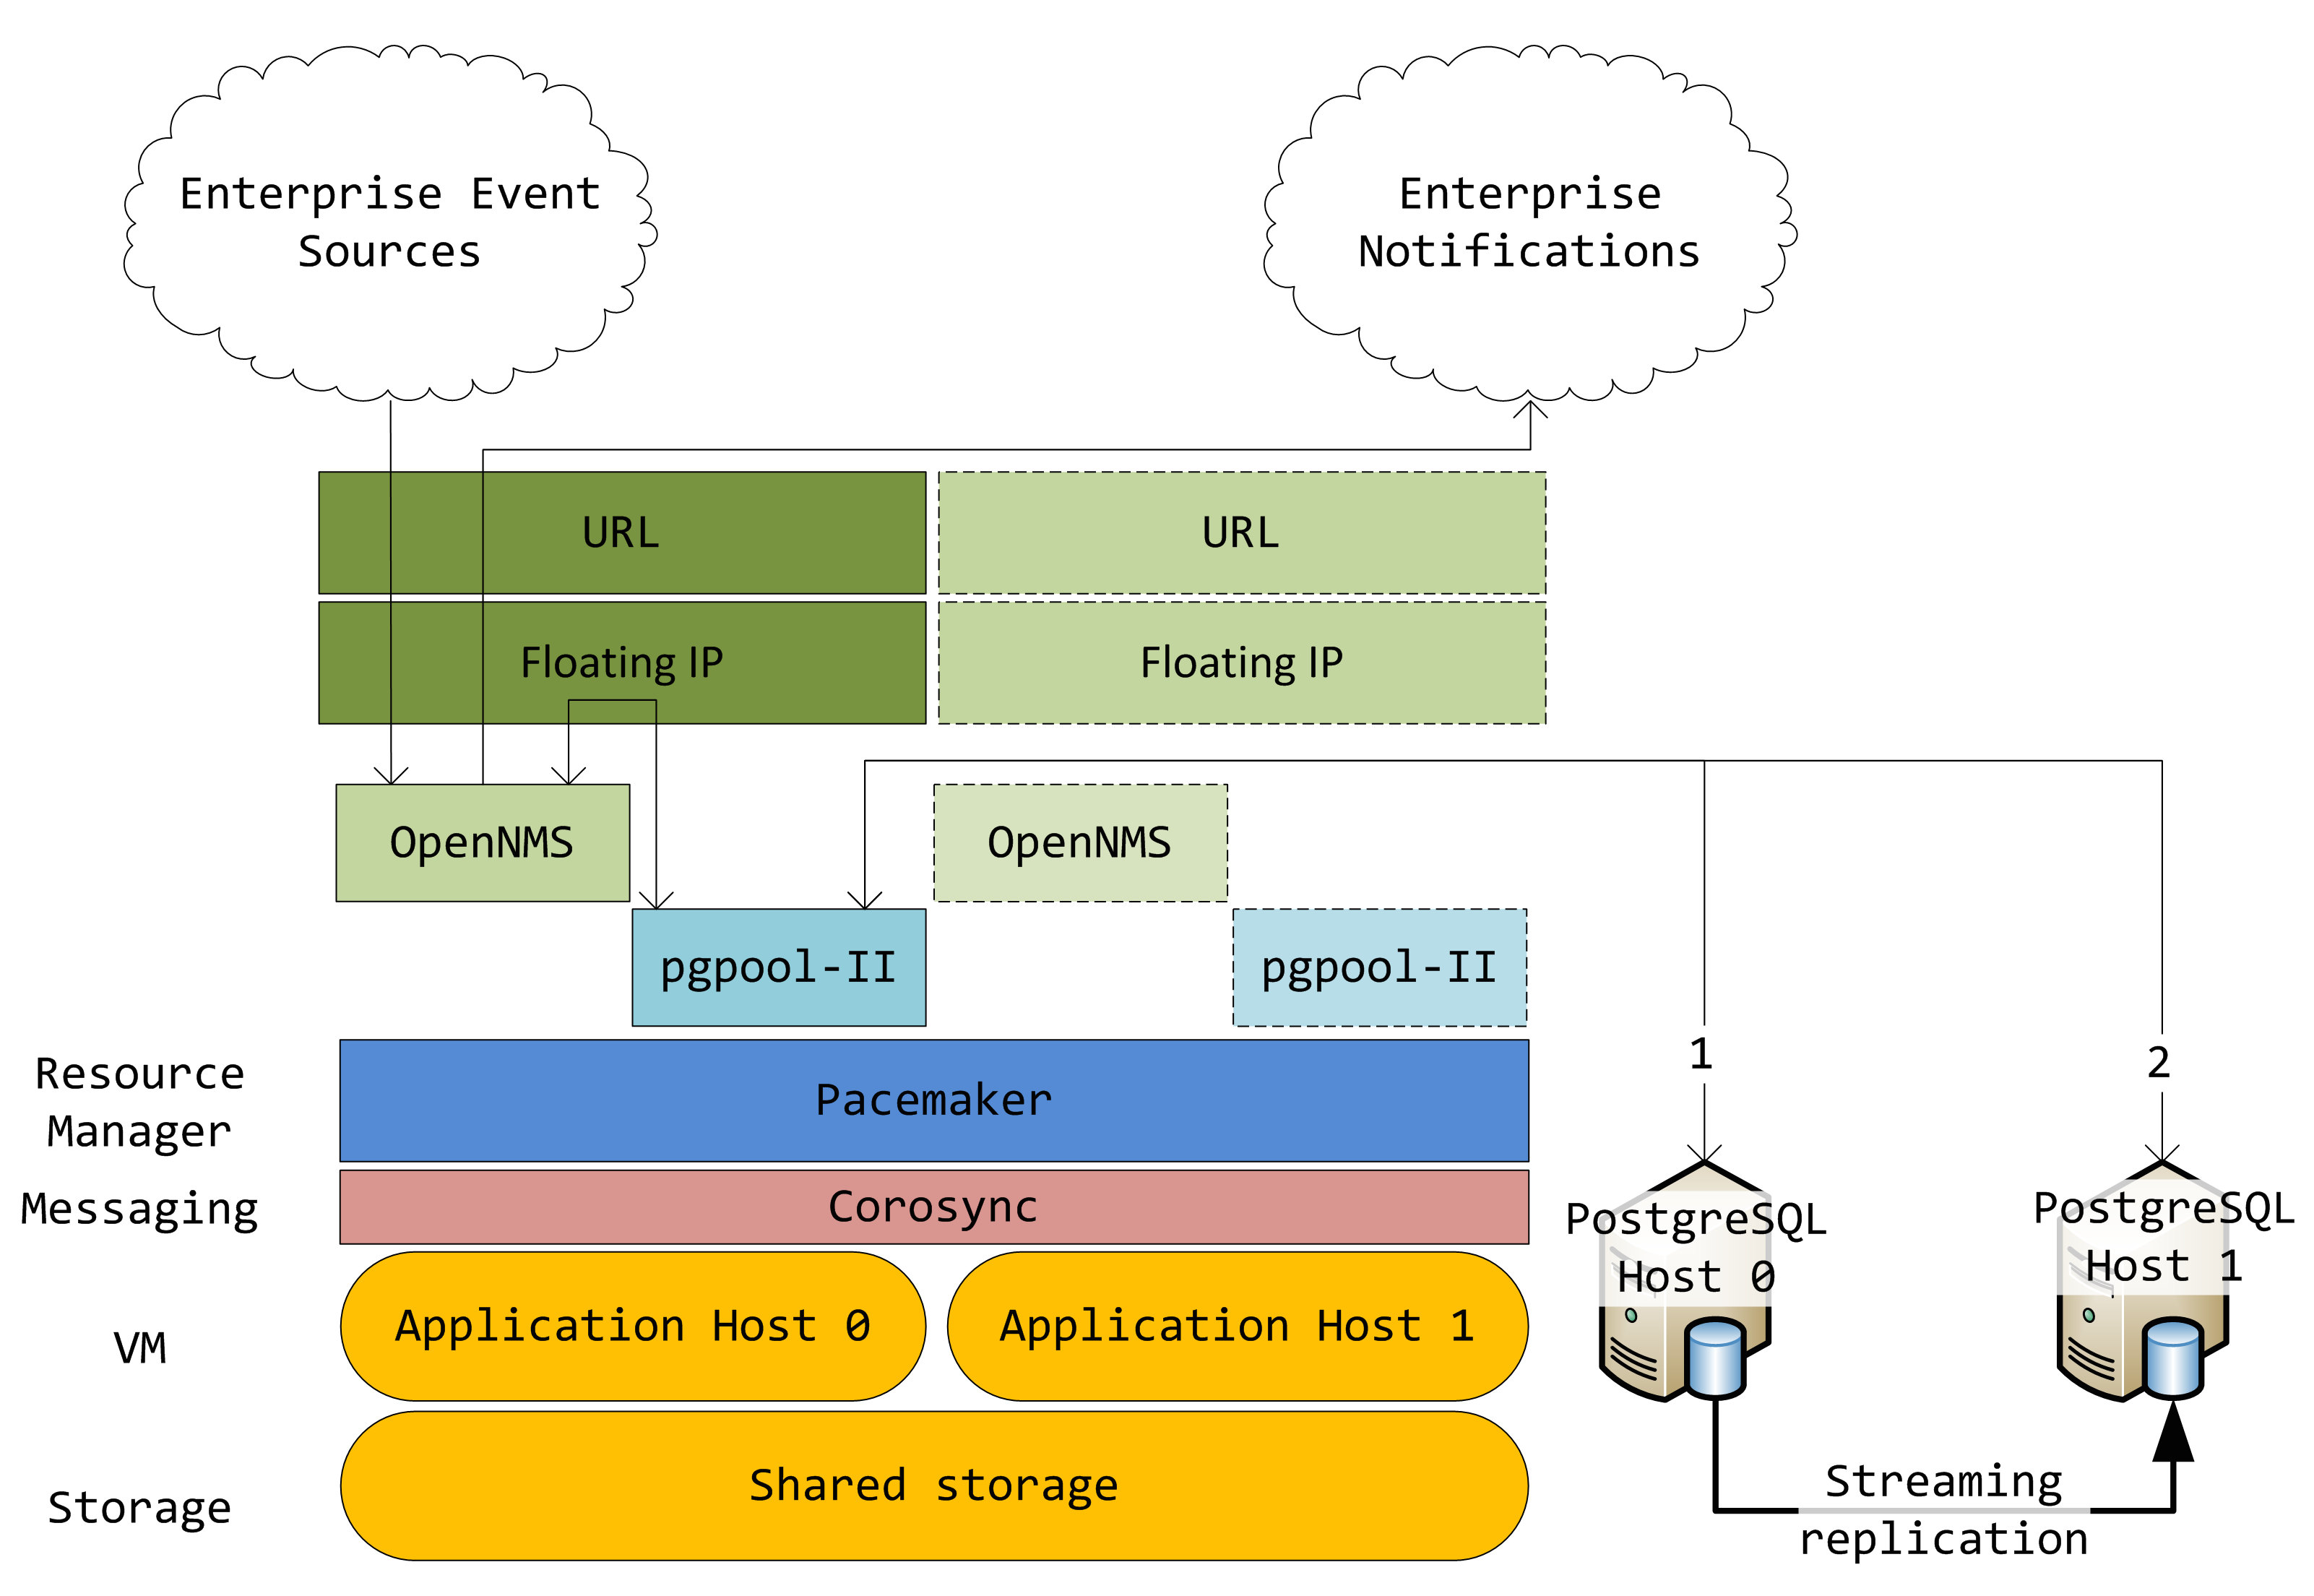 Enterprise Event
Sources
Enterprise
Notifications
URL
URL
Floating IP
Floating IP
OpenNMS
OpenNMS
pgpool-II
pgpool-II
Resource
Manager
Pacemaker
1
2
Messaging
Corosync
PostgreSQL
Host 0
PostgreSQL
Host 1
VM
Application Host 0
Application Host 1
Storage
Shared storage
Streaming
replication